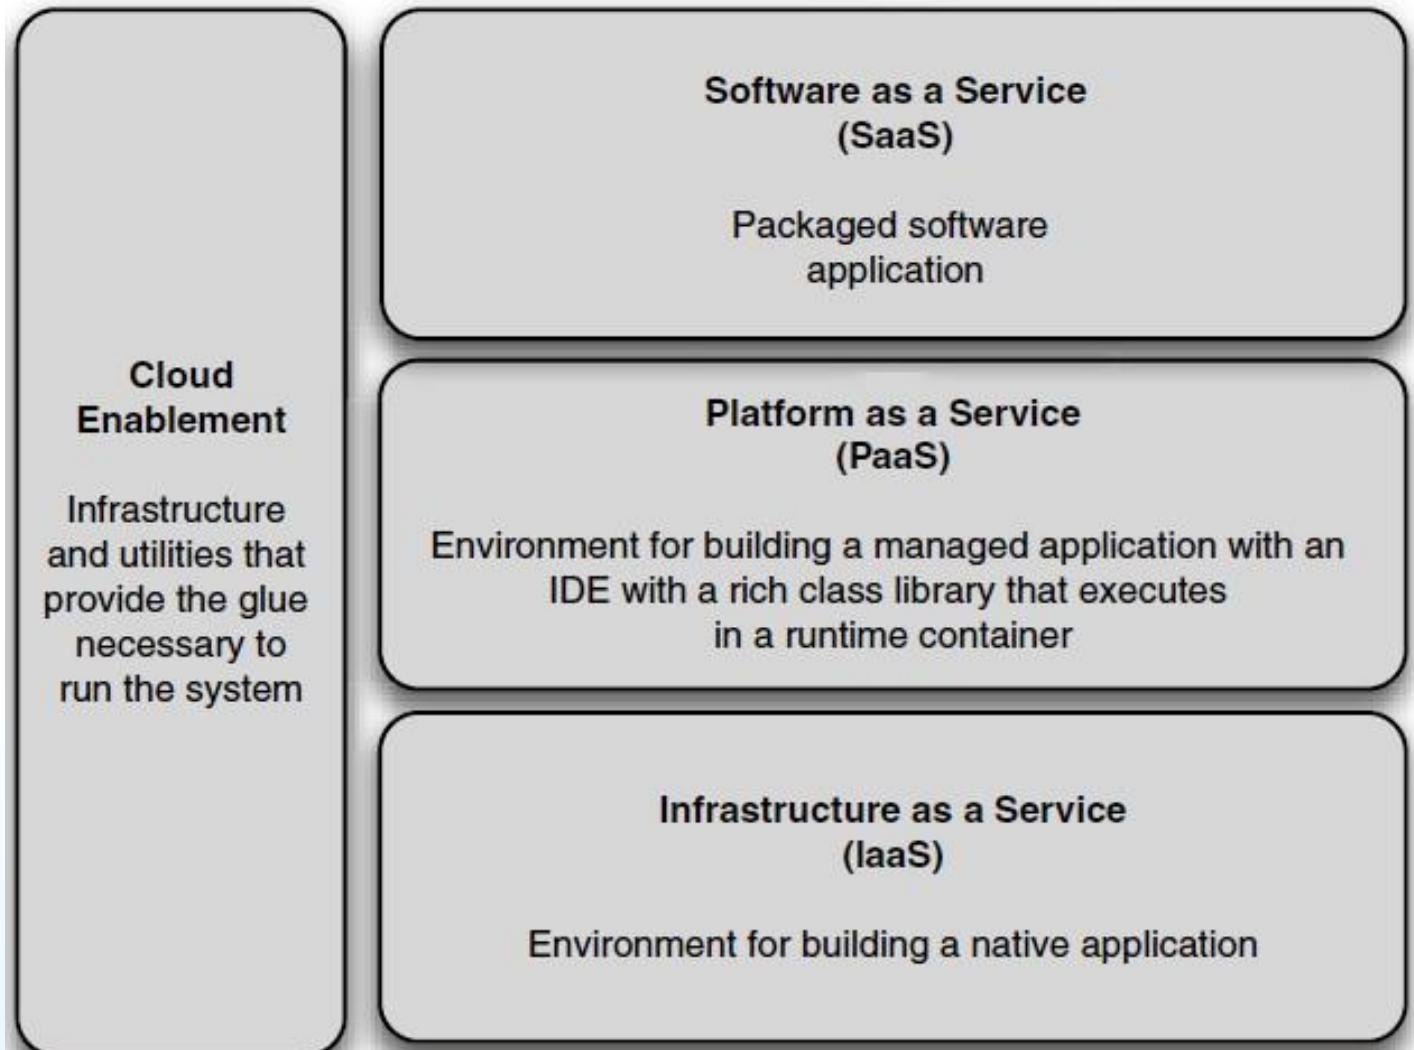 Cloud
Enablement
Infrastructure
and utilities that
provide the glue
necessary to
run the system
Software as a Service
(SaaS)
Packaged software
application
Platform as a Service
(PaaS)
Environment for building a managed application with an
IDE with a rich class library that executes
in a runtime container
Infrastructure as a Service
(IaaS)
Environment for building a native application